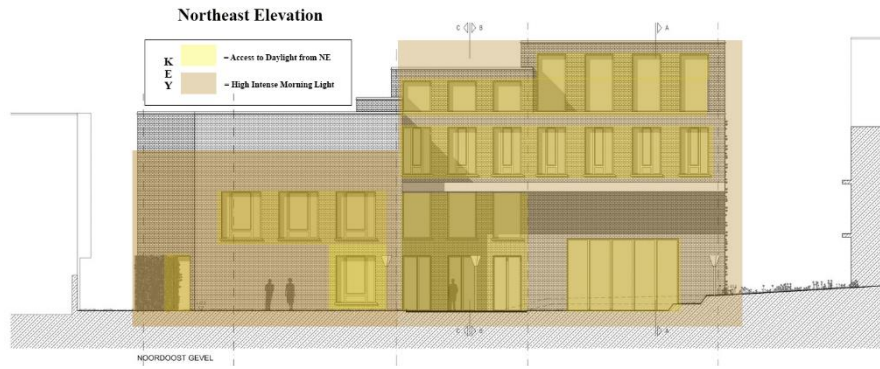 Northeast Elevation
C B
A
K
E
Y
= Access to Daylight from NE
= High Intense Morning Light
C B
A
NOORDOOST GEVEL